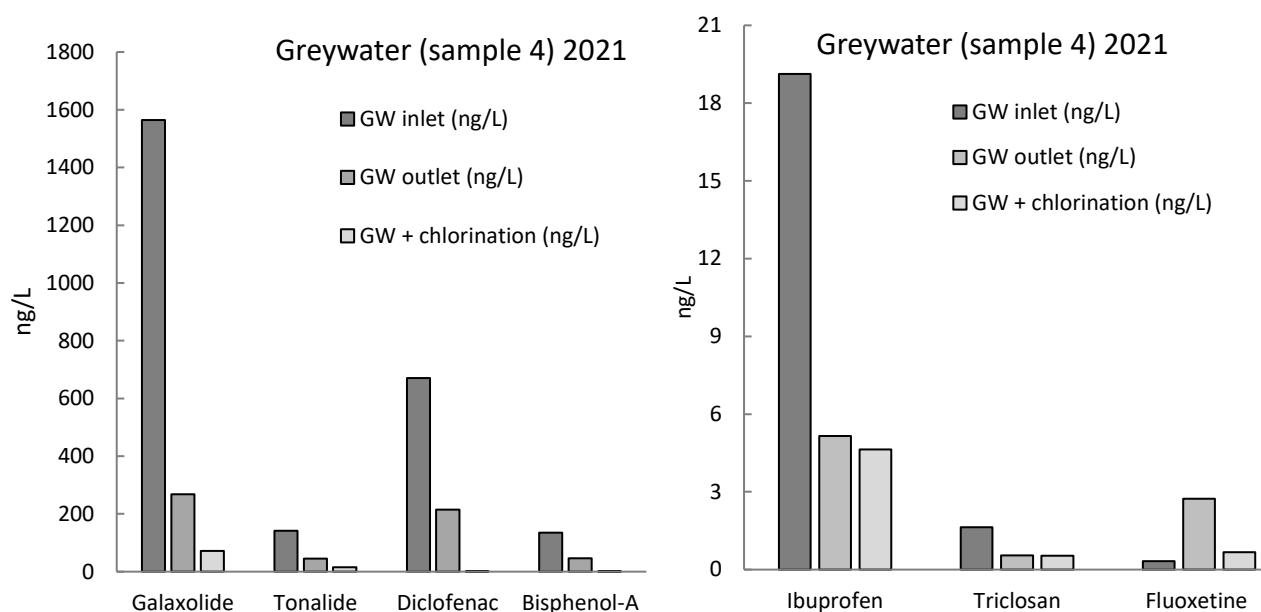 Greywater (sample 4) 2021
GW inlet (ng/L)
GW outlet (ng/L)
GW + chlorination (ng/L)
ng/L
1800
1600
1400
1200
1000
800
600
400
200
0
Galaxolide Tonalide Diclofenac Bisphenol-A
Greywater (sample 4) 2021
GW inlet (ng/L)
GW outlet (ng/L)
GW + chlorination (ng/L)
ng/L
21
18
15
12
9
6
3
0
Ibuprofen Triclosan Fluoxetine